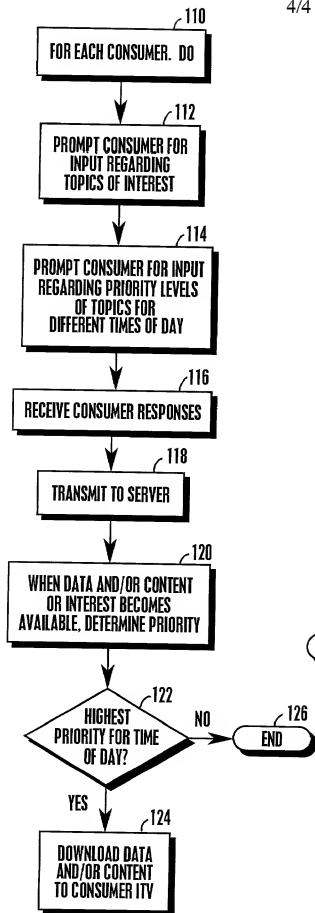 4/4
110
FOR EACH CONSUMER. DO
112
PROMPT CONSUMER FOR
INPUT REGARDING
TOPICS OF INTEREST
114
PROMPT CONSUMER FOR INPUT
REGARDING PRIORITY LEVELS
OF TOPICS FOR
DIFFERENT TIMES OF DAY
116
RECEIVE CONSUMER RESPONSES
118
TRANSMIT TO SERVER
120
WHEN DATA AND/OR CONTENT
OR INTEREST BECOMES
AVAILABLE, DETERMINE PRIORITY
122
HIGHEST
PRIORITY FOR TIME
OF DAY?
NO
126
END
YES
124
DOWNLOAD DATA
AND/OR CONTENT
TO CONSUMER ITV